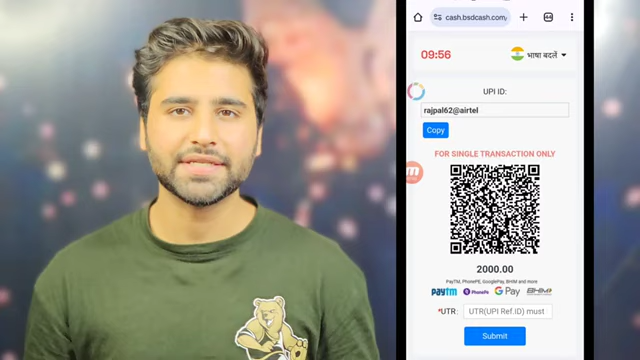 cash.bsdcash.com/
44
09:56
भाषा बदलें
UPI ID:
rajpal62@airtel
Copy
FOR SINGLE TRANSACTION ONLY
2000.00
PayTM, PhonePE, GooglePay, BHIM and more
paytm PhonePe G Pay BHIM
*UTR: UTR(UPI Ref.ID) must
Submit